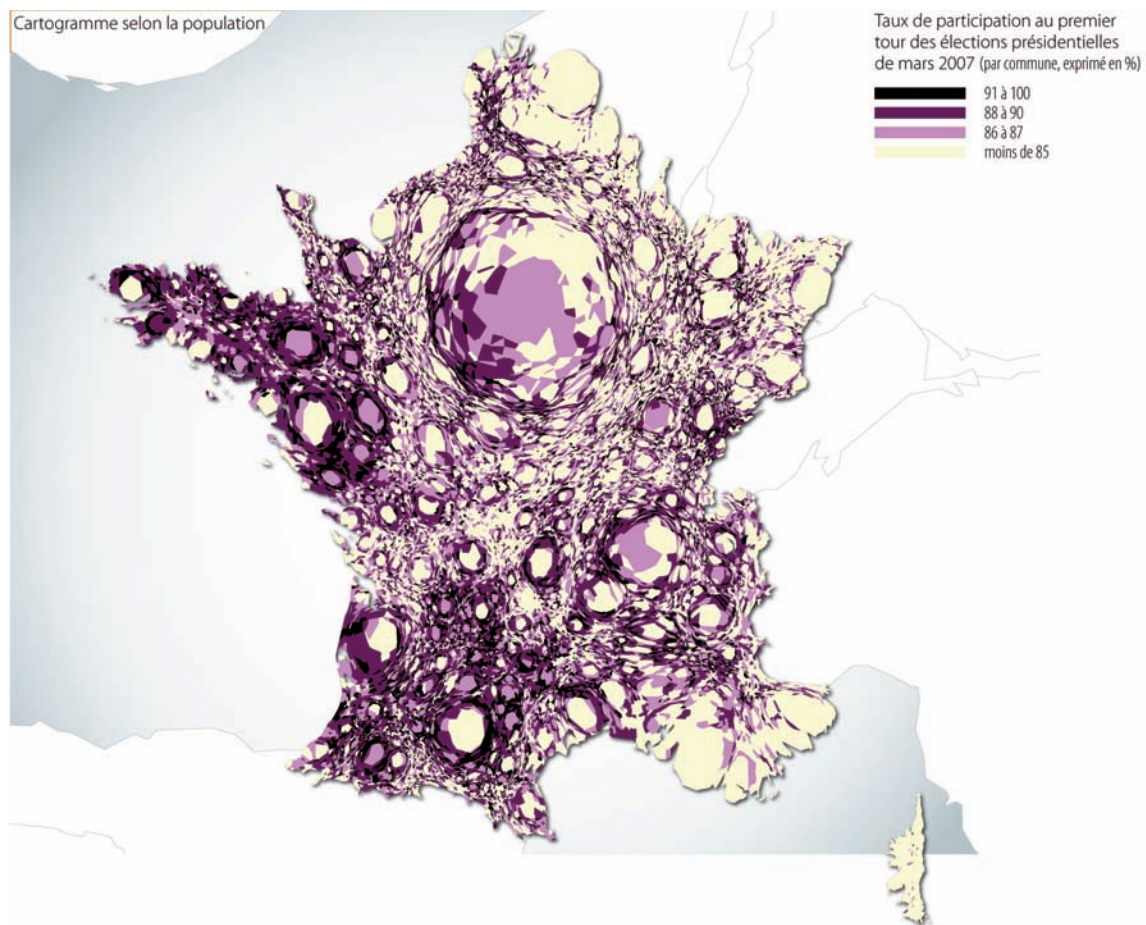 Cartogramme selon la population
Taux de participation au premier
tour des élections présidentielles
de mars 2007 (par commune, exprimé en %)
91 à 100
88 à 90
86 à 87
moins de 85